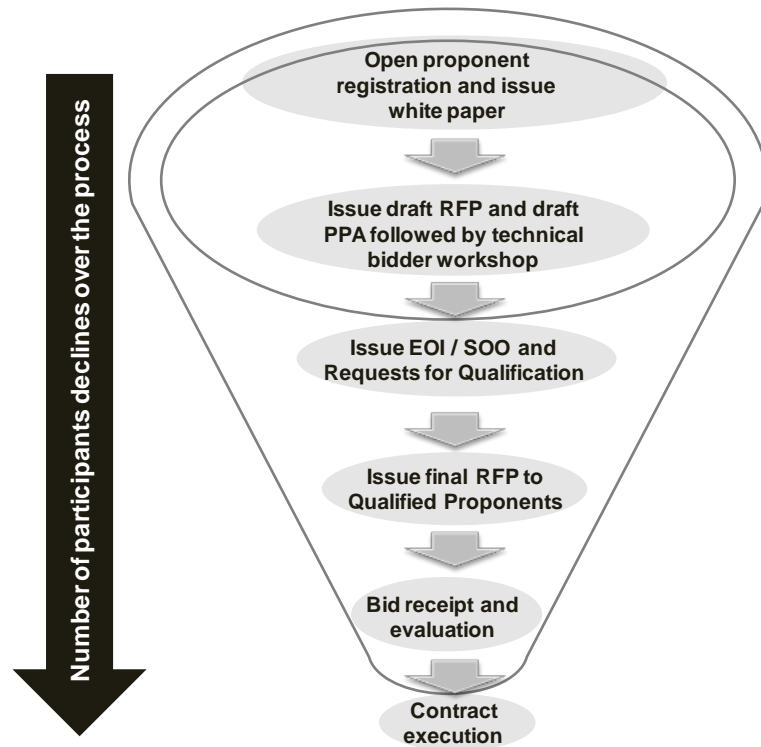 Number of participants declines over the process
Open proponent
registration and issue
white paper
Issue draft RFP and draft
PPA followed by technical
bidder workshop
Issue EOI / SOO and
Requests for Qualification
Issue final RFP to
Qualified Proponents
Bid receipt and
evaluation
Contract
execution